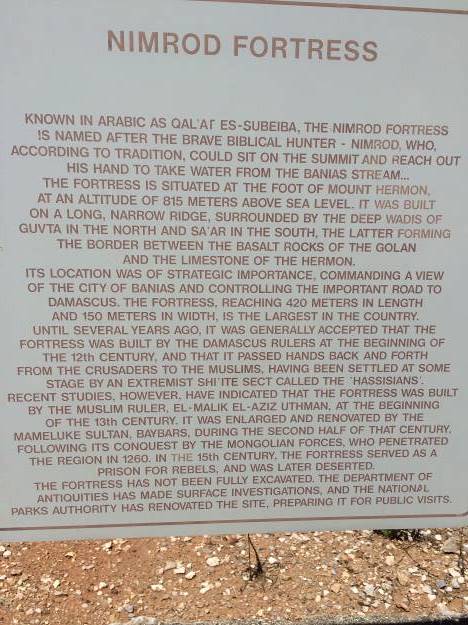 NIMROD FORTRESS
KNOWN IN ARABIC AS QAL'AT ES-SUBEIBA, THE NIMROD FORTRESS
IS NAMED AFTER THE BRAVE BIBLICAL HUNTER - NIMROD, WHO,
ACCORDING TO TRADITION, COULD SIT ON THE SUMMIT AND REACH OUT
HIS HAND TO TAKE WATER FROM THE BANIAS STREAM...
THE FORTRESS IS SITUATED AT THE FOOT OF MOUNT HERMON,
AT AN ALTITUDE OF 815 METERS ABOVE SEA LEVEL. IT WAS BUILT
ON A LONG, NARROW RIDGE, SURROUNDED BY THE DEEP WADIS OF
GUVTA IN THE NORTH AND SA'AR IN THE SOUTH, THE LATTER FORMING
THE BORDER BETWEEN THE BASALT ROCKS OF THE GOLAN
AND THE LIMESTONE OF THE HERMON.
ITS LOCATION WAS OF STRATEGIC IMPORTANCE, COMMANDING A VIEW
OF THE CITY OF BANIAS AND CONTROLLING THE IMPORTANT ROAD TO
DAMASCUS. THE FORTRESS, REACHING 420 METERS IN LENGTH
AND 150 METERS IN WIDTH, IS THE LARGEST IN THE COUNTRY.
UNTIL SEVERAL YEARS AGO, IT WAS GENERALLY ACCEPTED THAT THE
FORTRESS WAS BUILT BY THE DAMASCUS RULERS AT THE BEGINNING OF
THE 12th CENTURY, AND THAT IT PASSED HANDS BACK AND FORTH
FROM THE CRUSADERS TO THE MUSLIMS, HAVING BEEN SETTLED AT SOME
STAGE BY AN EXTREMIST SHI'ITE SECT CALLED THE 'HASSISIANS'.
RECENT STUDIES, HOWEVER, HAVE INDICATED THAT THE FORTRESS WAS BUILT
BY THE MUSLIM RULER, EL-MALIK EL-AZIZ UTHMAN, AT THE BEGINNING
OF THE 13th CENTURY. IT WAS ENLARGED AND RENOVATED BY THE
MAMELUKE SULTAN, BAYBARS, DURING THE SECOND HALF OF THAT CENTURY,
FOLLOWING ITS CONQUEST BY THE MONGOLIAN FORCES, WHO PENETRATED
THE REGION IN 1260. IN THE 15th CENTURY, THE FORTRESS SERVED AS A
PRISON FOR REBELS, AND WAS LATER DESERTED.
THE FORTRESS HAS NOT BEEN FULLY EXCAVATED. THE DEPARTMENT OF
ANTIQUITIES HAS MADE SURFACE INVESTIGATIONS, AND THE NATIONAL
PARKS AUTHORITY HAS RENOVATED THE SITE, PREPARING IT FOR PUBLIC VISITS.